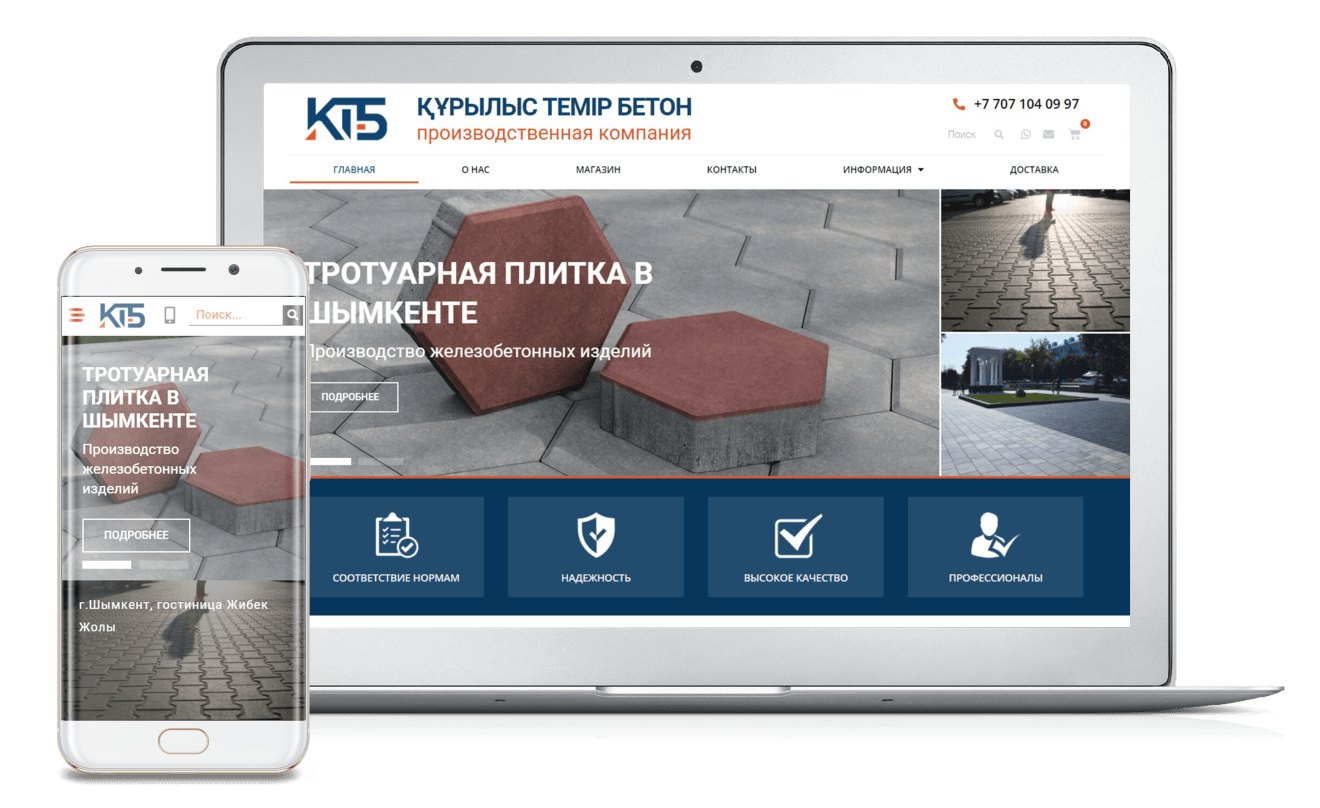 КТБ
ҚҰРЫЛЫС ТЕМІР БЕТОН
производственная компания
+7 707 104 09 97
Поиск
0
ГЛАВНАЯ
О НАС
МАГАЗИН
КОНТАКТЫ
ИНФОРМАЦИЯ
ДОСТАВКА
ТРОТУАРНАЯ ПЛИТКА В
ШЫМКЕНТЕ
Производство железобетонных изделий
ПОДРОБНЕЕ
СООТВЕТСТВИЕ НОРМАМ
НАДЕЖНОСТЬ
ВЫСОКОЕ КАЧЕСТВО
ПРОФЕССИОНАЛЫ
КТБ
Поиск...
ТРОТУАРНАЯ
ПЛИТКА В
ШЫМКЕНТЕ
Производство
железобетонных
изделий
ПОДРОБНЕЕ
г.Шымкент, гостиница Жибек
Жолы